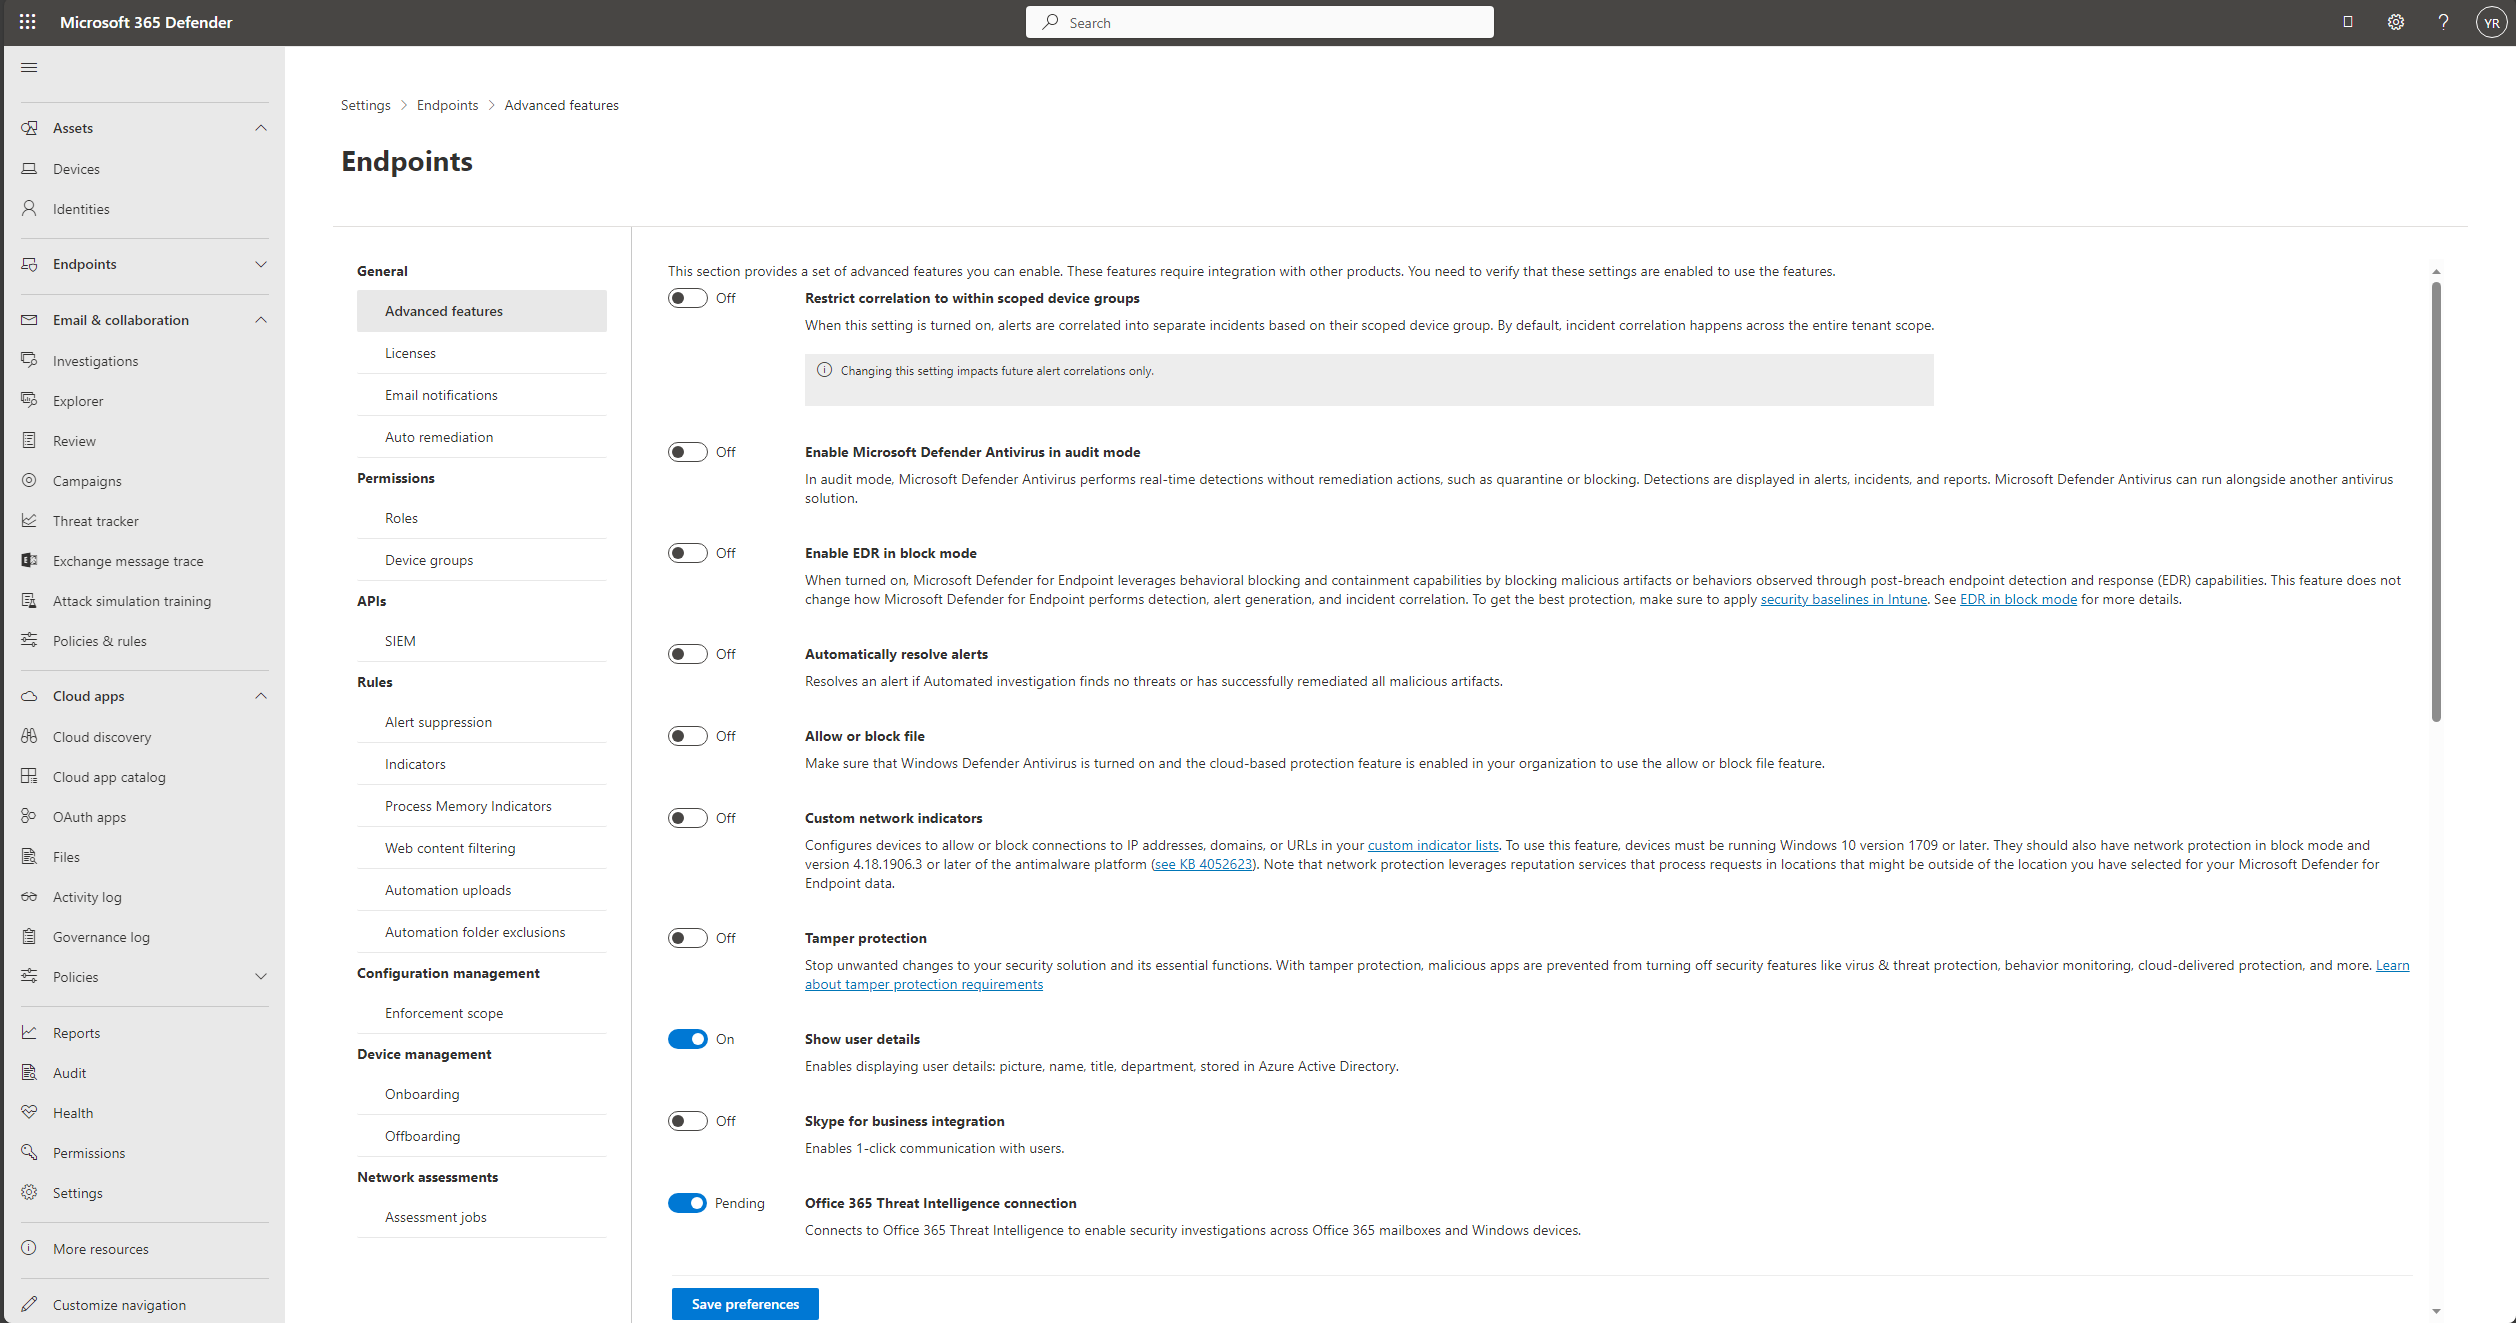 Microsoft 365 Defender
Search
YR
Assets
Devices
Identities
Endpoints
Email & collaboration
Investigations
Explorer
Review
Campaigns
Threat tracker
Exchange message trace
Attack simulation training
Policies & rules
Cloud apps
Cloud discovery
Cloud app catalog
OAuth apps
Files
Activity log
Governance log
Policies
Reports
Audit
Health
Permissions
Settings
More resources
Customize navigation
Settings > Endpoints > Advanced features
Endpoints
General
Advanced features
Licenses
Email notifications
Auto remediation
Permissions
Roles
Device groups
APIs
SIEM
Rules
Alert suppression
Indicators
Process Memory Indicators
Web content filtering
Automation uploads
Automation folder exclusions
Configuration management
Enforcement scope
Device management
Onboarding
Offboarding
Network assessments
Assessment jobs
This section provides a set of advanced features you can enable. These features require integration with other products. You need to verify that these settings are enabled to use the features.
Off Restrict correlation to within scoped device groups
When this setting is turned on, alerts are correlated into separate incidents based on their scoped device group. By default, incident correlation happens across the entire tenant scope.
Changing this setting impacts future alert correlations only.
Off Enable Microsoft Defender Antivirus in audit mode
In audit mode, Microsoft Defender Antivirus performs real-time detections without remediation actions, such as quarantine or blocking. Detections are displayed in alerts, incidents, and reports. Microsoft Defender Antivirus can run alongside another antivirus
solution.
Off Enable EDR in block mode
When turned on, Microsoft Defender for Endpoint leverages behavioral blocking and containment capabilities by blocking malicious artifacts or behaviors observed through post-breach endpoint detection and response (EDR) capabilities. This feature does not
change how Microsoft Defender for Endpoint performs detection, alert generation, and incident correlation. To get the best protection, make sure to apply security baselines in Intune. See EDR in block mode for more details.
Off Automatically resolve alerts
Resolves an alert if Automated investigation finds no threats or has successfully remediated all malicious artifacts.
Off Allow or block file
Make sure that Windows Defender Antivirus is turned on and the cloud-based protection feature is enabled in your organization to use the allow or block file feature.
Off Custom network indicators
Configures devices to allow or block connections to IP addresses, domains, or URLs in your custom indicator lists. To use this feature, devices must be running Windows 10 version 1709 or later. They should also have network protection in block mode and
version 4.18.1906.3 or later of the antimalware platform (see KB 4052623). Note that network protection leverages reputation services that process requests in locations that might be outside of the location you have selected for your Microsoft Defender for
Endpoint data.
Off Tamper protection
Stop unwanted changes to your security solution and its essential functions. With tamper protection, malicious apps are prevented from turning off security features like virus & threat protection, behavior monitoring, cloud-delivered protection, and more. Learn
about tamper protection requirements
On Show user details
Enables displaying user details: picture, name, title, department, stored in Azure Active Directory.
Off Skype for business integration
Enables 1-click communication with users.
Pending Office 365 Threat Intelligence connection
Connects to Office 365 Threat Intelligence to enable security investigations across Office 365 mailboxes and Windows devices.
Save preferences